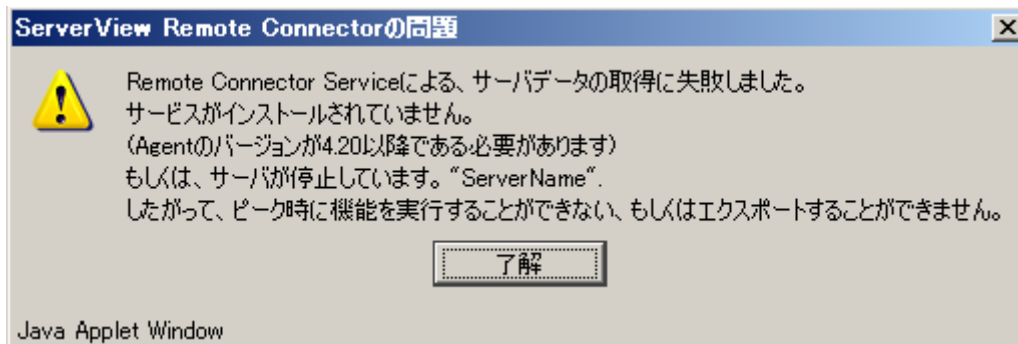 ServerView Remote Connectorの問題
Remote Connector Serviceによる、サーバデータの取得に失敗しました。
サービスがインストールされていません。
(Agentのバージョンが4.20以降である必要があります)
もしくは、サーバが停止しています。“ServerName”.
したがって、ピーク時に機能を実行することができない、もしくはエクスポートすることができません。
了解
Java Applet Window